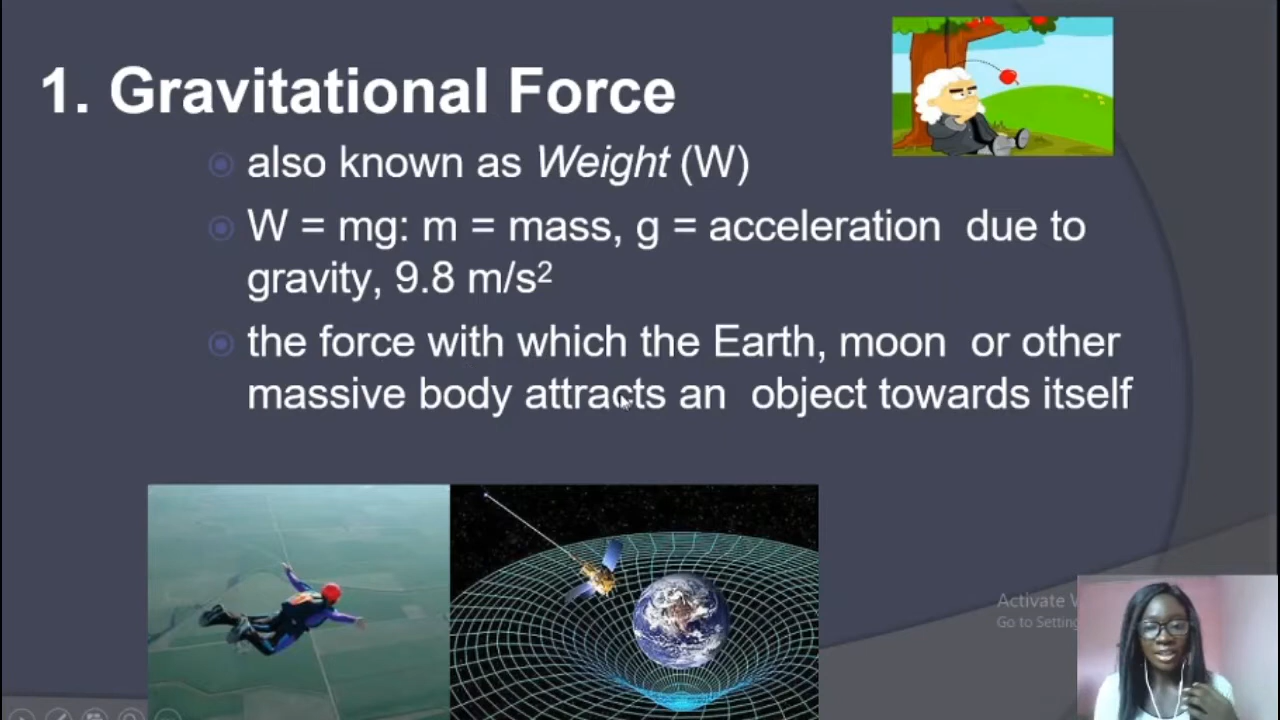 1. Gravitational Force
also known as Weight (W)
W = mg: m = mass, g = acceleration due to
gravity, 9.8 m/s²
the force with which the Earth, moon or other
massive body attracts an object towards itself
Activate
Go to Setting